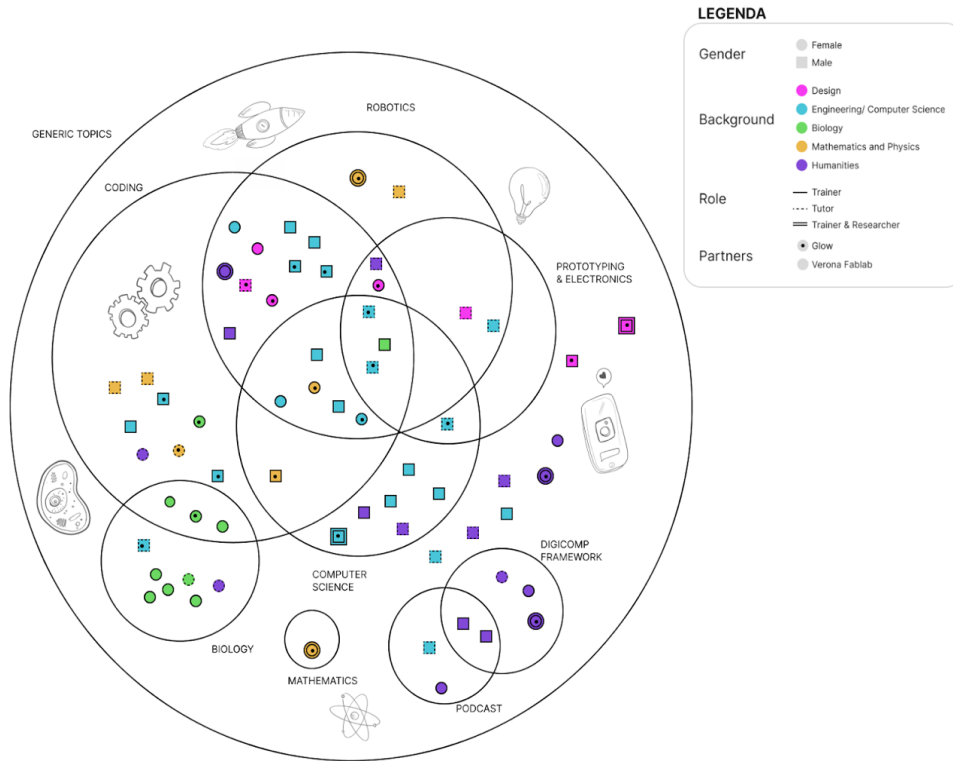 LEGENDA
Gender
Female
Male
Background
Design
Engineering/ Computer Science
Biology
Mathematics and Physics
Humanities
Role
Trainer
Tutor
Trainer & Researcher
Partners
Glow
Verona Fablab
ROBOTICS
GENERIC TOPICS
CODING
PROTOTYPING
& ELECTRONICS
DIGICOMP
FRAMEWORK
COMPUTER
SCIENCE
BIOLOGY
MATHEMATICS
PODCAST